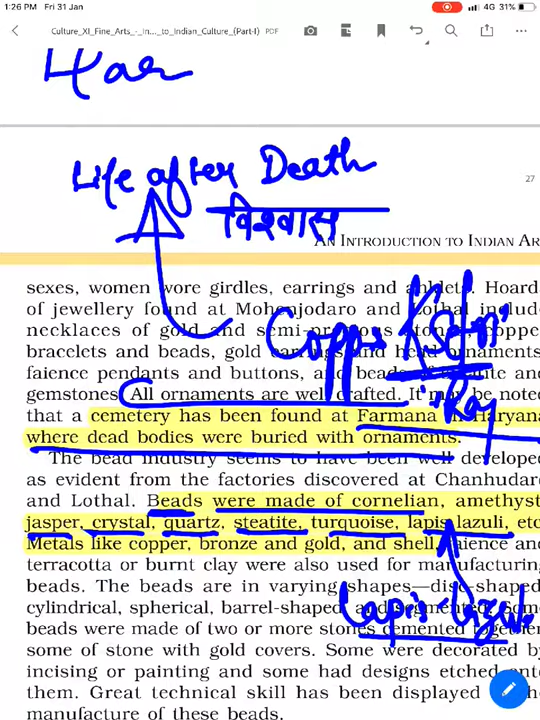 1:26 PM Fri 31 Jan
4G 31%
Culture_XI_Fine_Arts_-_In..._to_Indian_Culture_(Part-I) PDF
Har
Life after Death
27
विश्वास
AN INTRODUCTION TO INDIAN AR
sexes, women wore girdles, earrings and anklets. Hoard
of jewellery found at Mohenjodaro and Lothal include
necklaces of gold and semi-precious stones, coppe
bracelets and beads, gold earrings and head ornaments
faience pendants and buttons, and beads of steatite and
gemstones. All ornaments are well crafted. It may be noted
that a cemetery has been found at Farmana in Haryana
where dead bodies were buried with ornaments.
The bead industry seems to have been well developed
as evident from the factories discovered at Chanhudar
and Lothal. Beads were made of cornelian, amethyst
jasper, crystal, quartz, steatite, turquoise, lapis lazuli, etc
Metals like copper, bronze and gold, and shell, faience and
terracotta or burnt clay were also used for manufacturing
beads. The beads are in varying shapes—disc-shaped
cylindrical, spherical, barrel-shaped, and segmented. Some
beads were made of two or more stones cemented together
some of stone with gold covers. Some were decorated by
incising or painting and some had designs etched onto
them. Great technical skill has been displayed
manufacture of these beads.